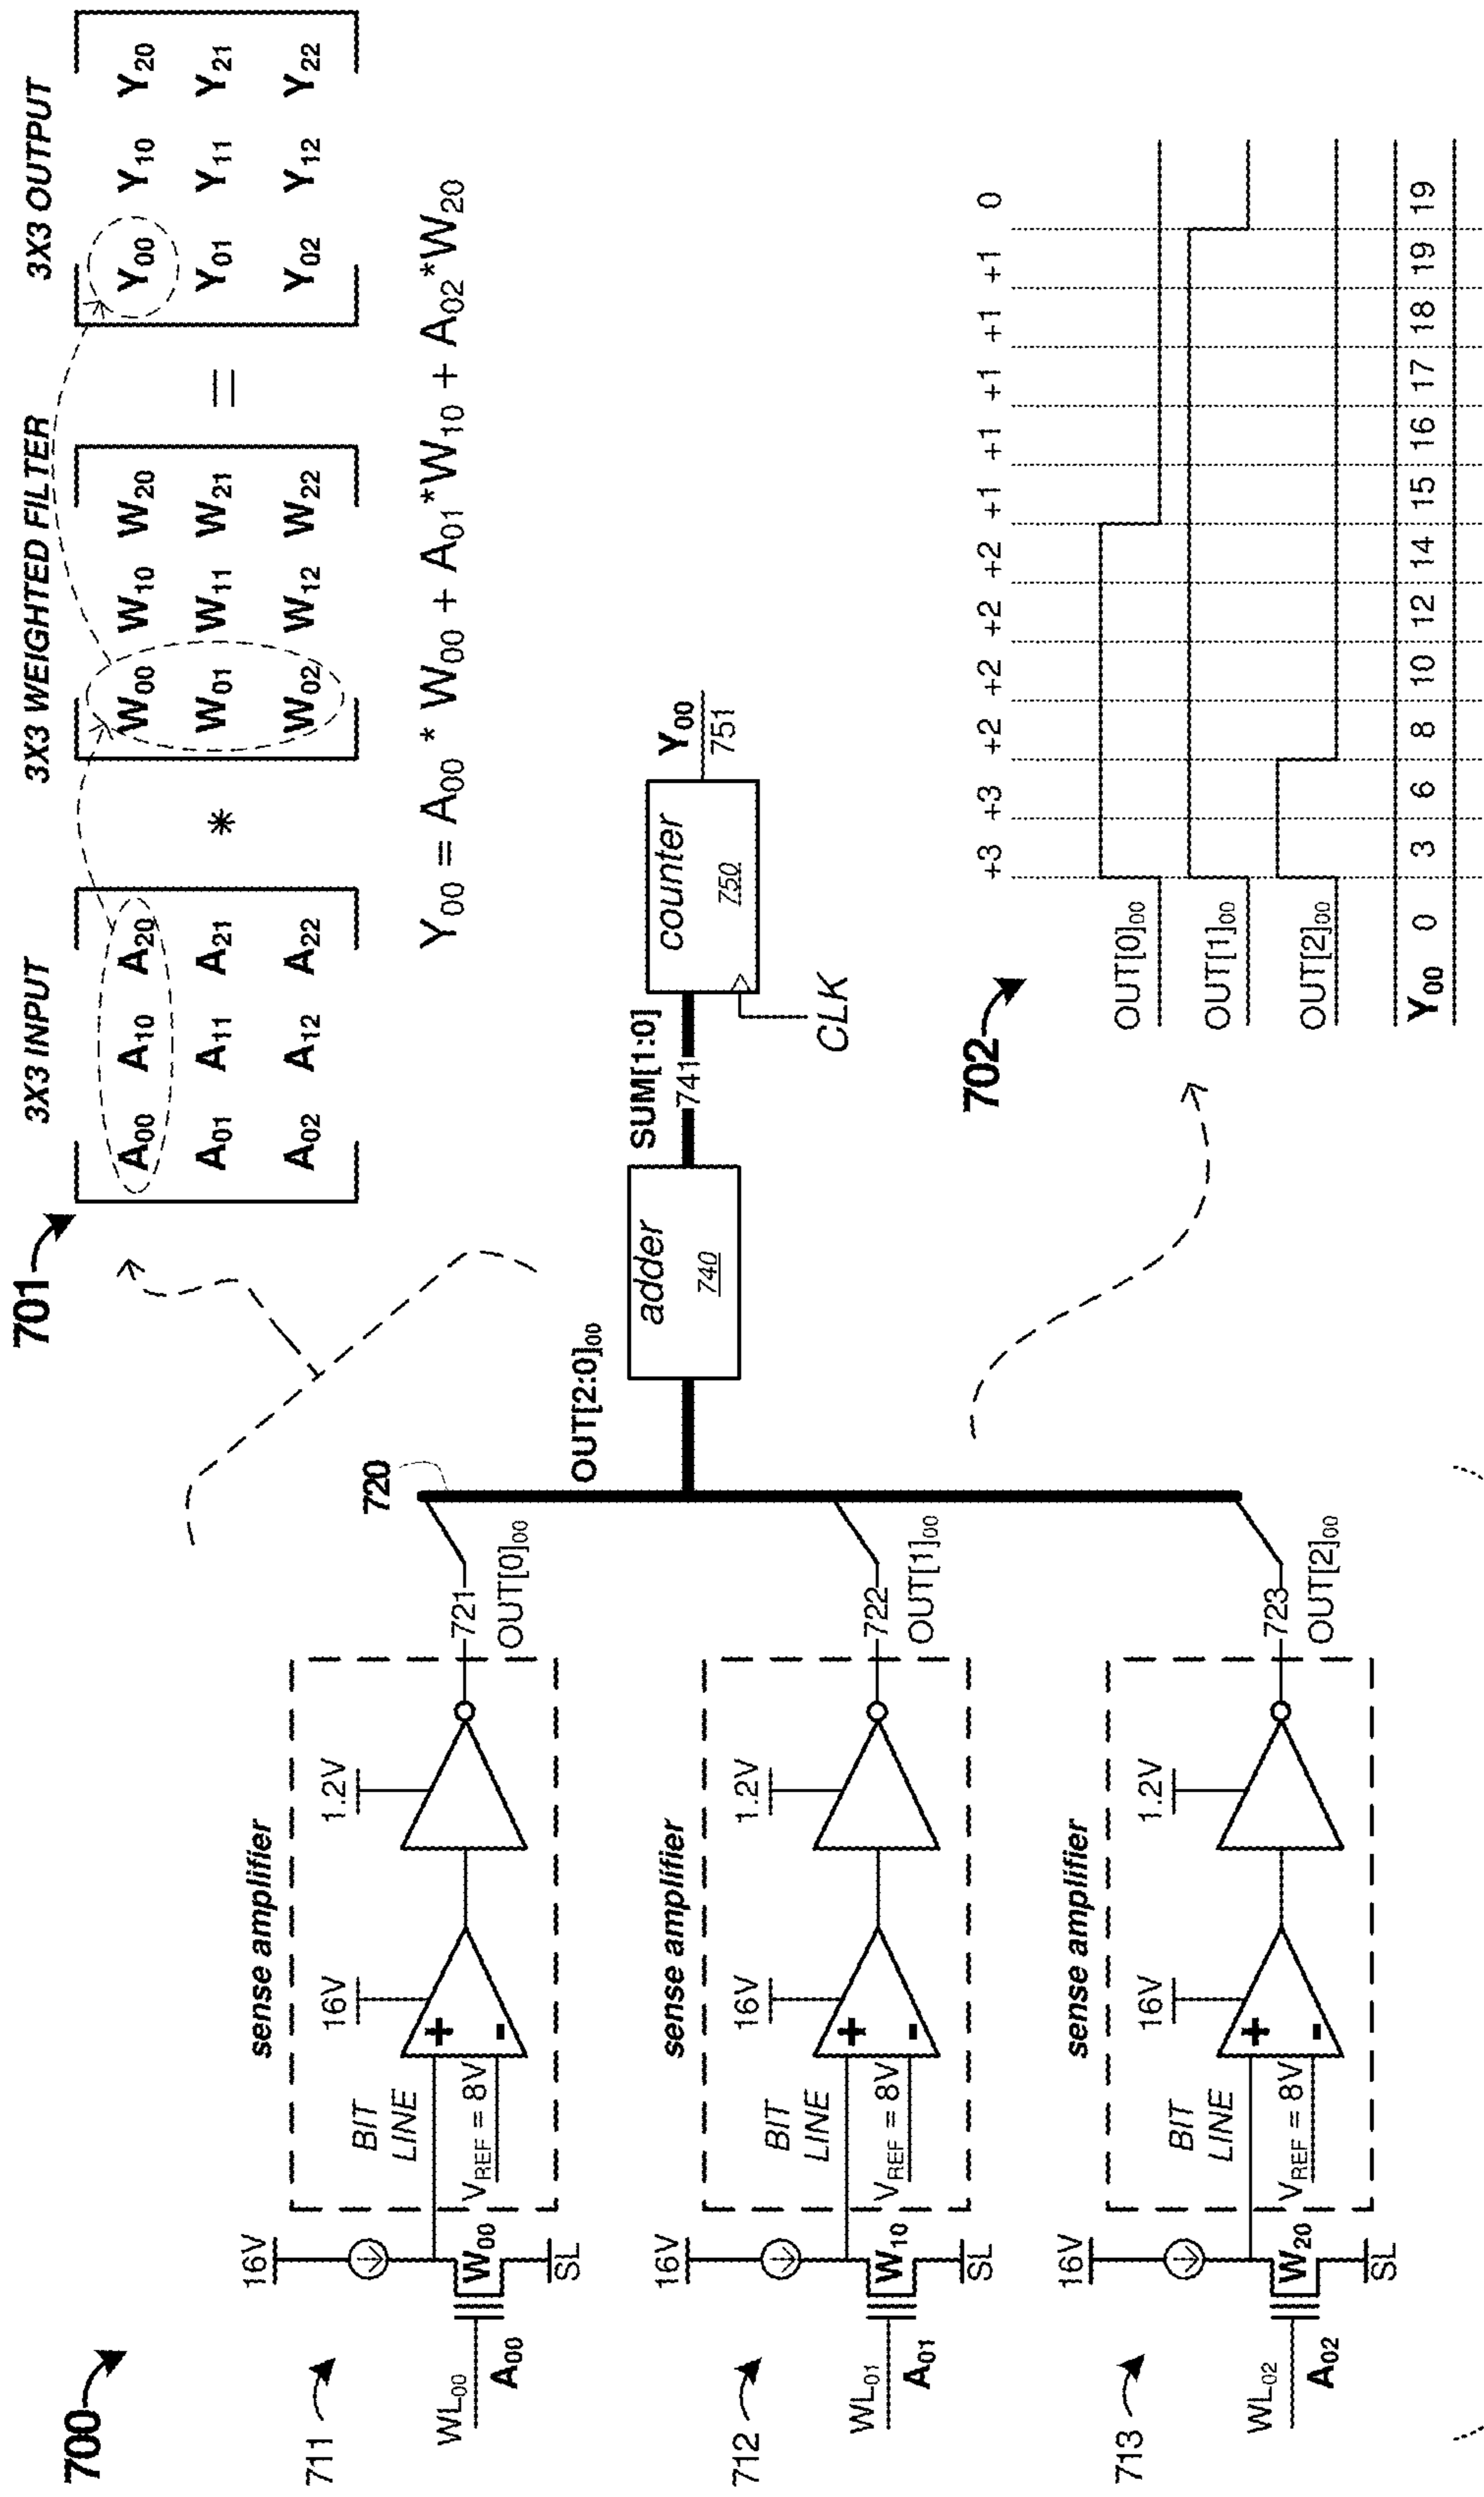 700
701
3X3 INPUT
3X3 WEIGHTED FILTER
3X3 OUTPUT
A00 A10 A20
A01 A11 A21
A02 A12 A22
*
W00 W10 W20
W01 W11 W21
W02 W12 W22
=
Y00 Y10 Y20
Y01 Y11 Y21
Y02 Y12 Y22
Y00 = A00 * W00 + A01*W10 + A02*W20
711
WL00
A00
16V
W00
SL
sense amplifier
BIT
LINE
VREF = 8V
16V
+
-
1.2V
721
OUT[0]00
712
WL01
A01
16V
W10
SL
sense amplifier
BIT
LINE
VREF = 8V
16V
+
-
1.2V
722
OUT[1]00
713
WL02
A02
16V
W20
SL
sense amplifier
BIT
LINE
VREF = 8V
16V
+
-
1.2V
723
OUT[2]00
720
OUT[2:0]00
adder
740
SUM[1:0]
741
counter
750
CLK
Y00
751
702
+3 +3 +2 +2 +2 +2 +1 +1 +1 +1 +1 0
OUT[0]00
OUT[1]00
OUT[2]00
Y00 0 3 6 8 10 12 14 15 16 17 18 19 19